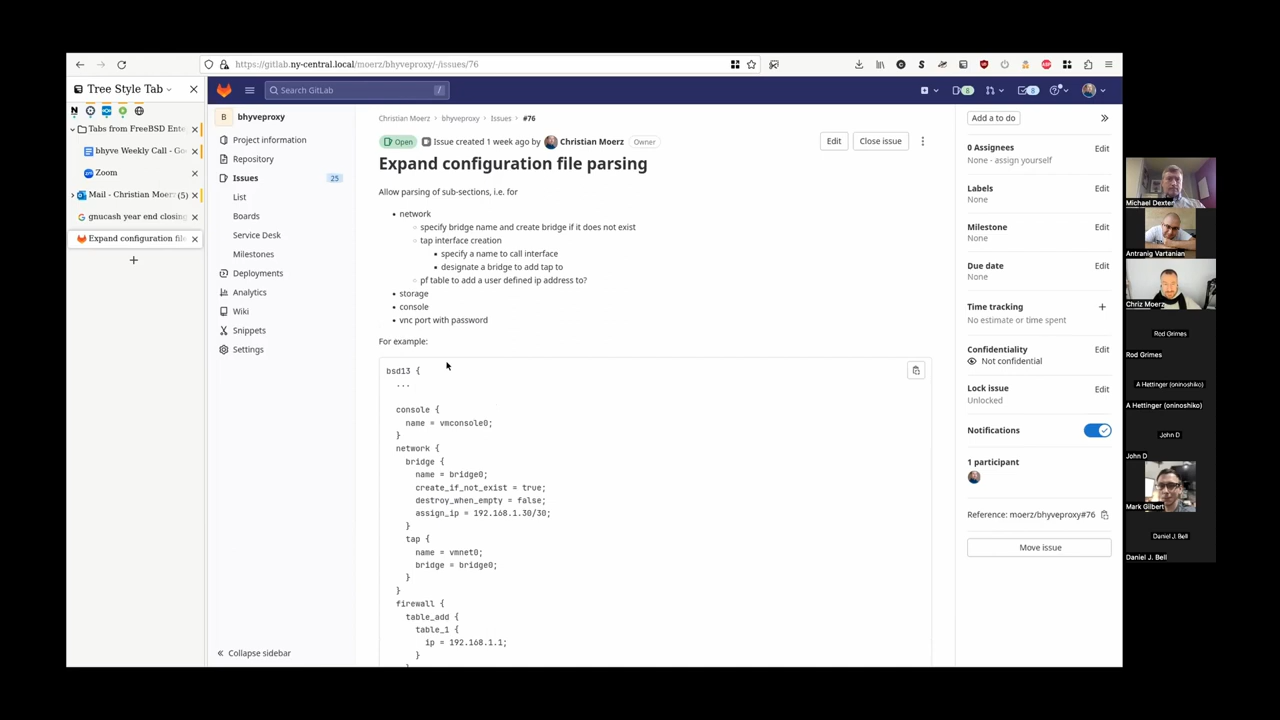 https://gitlab.ny-central.local/moerz/bhyveproxy/-/issues/76
Tree Style Tab
Tabs from FreeBSD Ente
bhyve Weekly Call - Go
Zoom
Mail - Christian Moerz (5)
gnucash year end closing
Expand configuration file
Search GitLab
/
8
8
B bhyveproxy
Project information
Repository
Issues 25
List
Boards
Service Desk
Milestones
Deployments
Analytics
Wiki
Snippets
Settings
Collapse sidebar
Christian Moerz › bhyveproxy › Issues › #76
Open Issue created 1 week ago by Christian Moerz Owner
Edit
Close issue
Expand configuration file parsing
Allow parsing of sub-sections, i.e. for
network
specify bridge name and create bridge if it does not exist
tap interface creation
specify a name to call interface
designate a bridge to add tap to
pf table to add a user defined ip address to?
storage
console
vnc port with password
For example:
bsd13 {
...
console {
name = vmconsole0;
}
network {
bridge {
name = bridge0;
create_if_not_exist = true;
destroy_when_empty = false;
assign_ip = 192.168.1.30/30;
}
tap {
name = vmnet0;
bridge = bridge0;
}
}
firewall {
table_add {
table_1 {
ip = 192.168.1.1;
}
Add a to do
0 Assignees Edit
None - assign yourself
Labels Edit
None
Milestone Edit
None
Due date Edit
None
Time tracking
No estimate or time spent
Confidentiality Edit
Not confidential
Lock issue Edit
Unlocked
Notifications
1 participant
Reference: moerz/bhyveproxy#76
Move issue
Michael Dexter
Antranig Vartanian
Chriz Moerz
Rod Grimes
Rod Grimes
A Hettinger (oninoshiko)
A Hettinger (oninoshiko)
John D
John D
Mark Gilbert
Daniel J. Bell
Daniel J. Bell